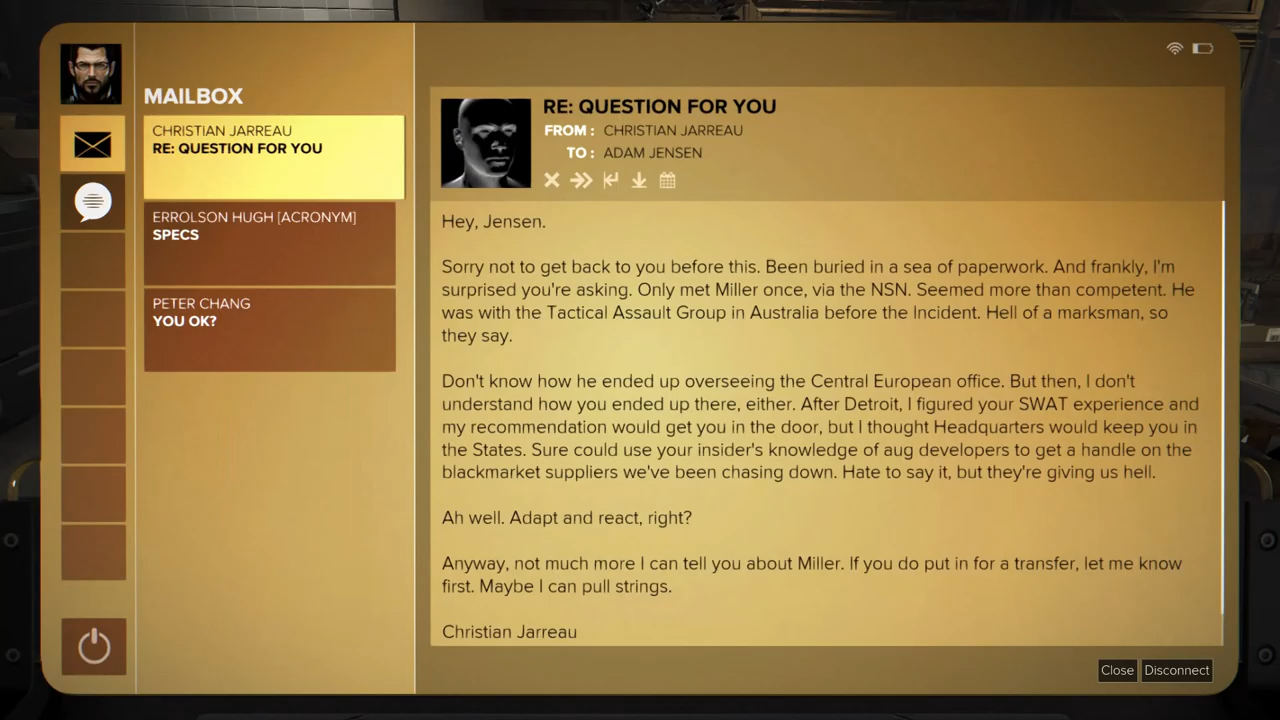 MAILBOX
CHRISTIAN JARREAU
RE: QUESTION FOR YOU
ERROLSON HUGH [ACRONYM]
SPECS
PETER CHANG
YOU OK?
RE: QUESTION FOR YOU
FROM : CHRISTIAN JARREAU
TO : ADAM JENSEN
Hey, Jensen.
Sorry not to get back to you before this. Been buried in a sea of paperwork. And frankly, I'm
surprised you're asking. Only met Miller once, via the NSN. Seemed more than competent. He
was with the Tactical Assault Group in Australia before the Incident. Hell of a marksman, so
they say.
Don't know how he ended up overseeing the Central European office. But then, I don't
understand how you ended up there, either. After Detroit, I figured your SWAT experience and
my recommendation would get you in the door, but I thought Headquarters would keep you in
the States. Sure could use your insider's knowledge of aug developers to get a handle on the
blackmarket suppliers we've been chasing down. Hate to say it, but they're giving us hell.
Ah well. Adapt and react, right?
Anyway, not much more I can tell you about Miller. If you do put in for a transfer, let me know
first. Maybe I can pull strings.
Christian Jarreau
Close Disconnect